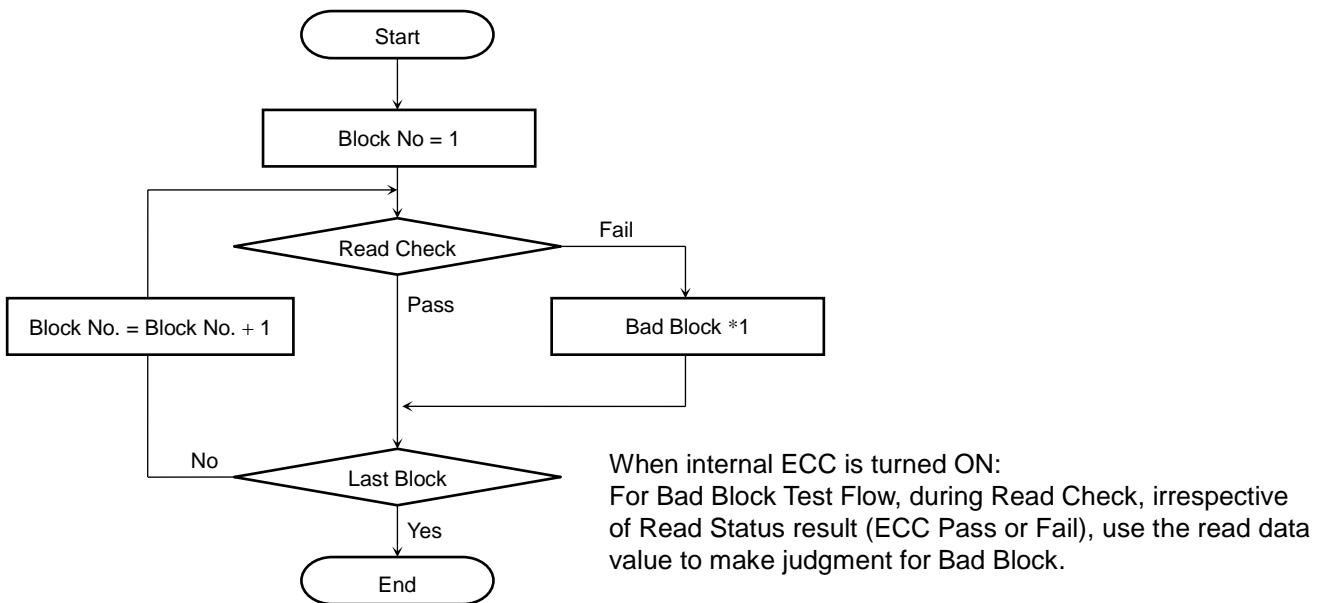 Start
Block No = 1
Read Check
Fail
Pass
Block No. = Block No. + 1
Bad Block *1
No
Last Block
Yes
End
When internal ECC is turned ON:
For Bad Block Test Flow, during Read Check, irrespective
of Read Status result (ECC Pass or Fail), use the read data
value to make judgment for Bad Block.